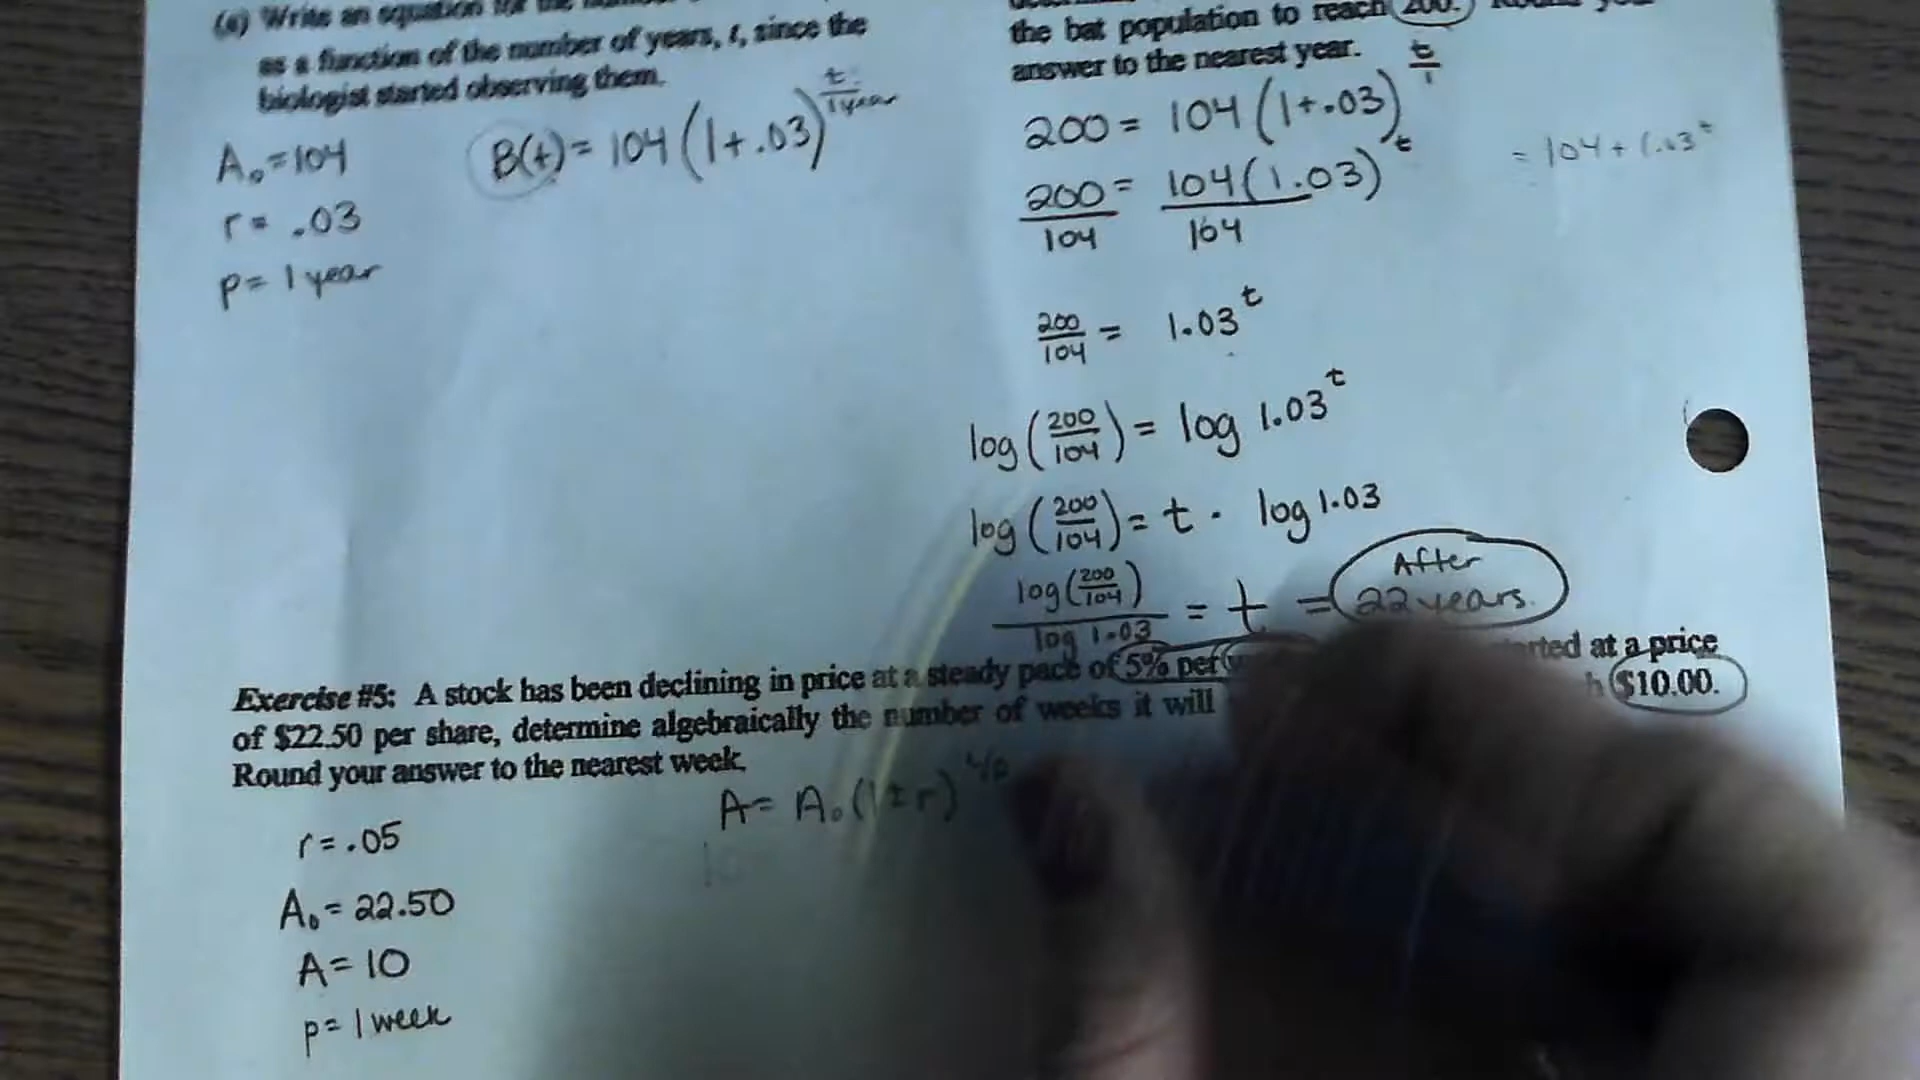 (a) Write an equation for the
as a function of the number of years, t, since the
biologist started observing them.
A₀ = 104
r = .03
p = 1 year
B(t) = 104 (1 + .03)^(t/1 year)
the bat population to reach 200.
answer to the nearest year.
200 = 104 (1 + .03)^(t/1)
200/104 = 104(1.03)^t/104
= 104 + 1.03^t
200/104 = 1.03^t
log (200/104) = log 1.03^t
log (200/104) = t · log 1.03
log(200/104)/log 1.03 = t = After 22 years.
Exercise #5: A stock has been declining in price at a steady pace of 5% per at a price
of $22.50 per share, determine algebraically the number of weeks it will $10.00.
Round your answer to the nearest week.
r = .05
A₀ = 22.50
A = 10
p = 1 week
A = A₀ (1 ± r)^(t/p)